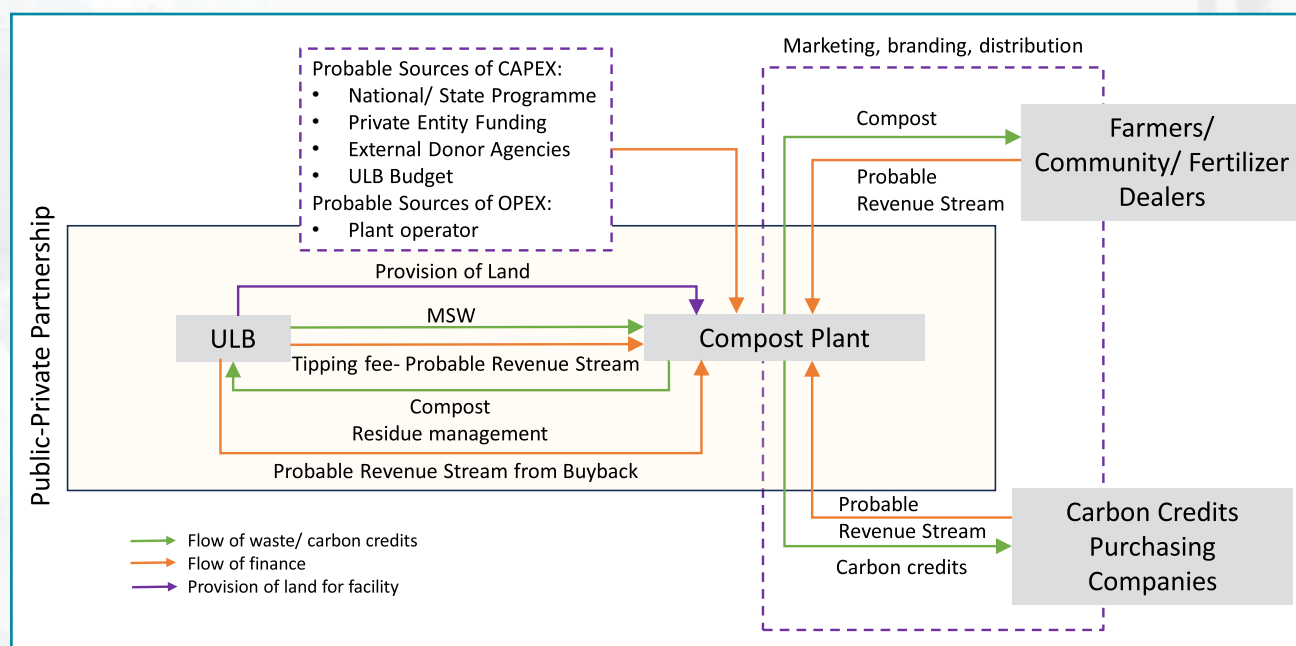 Marketing, branding, distribution
Probable Sources of CAPEX:
• National/ State Programme
• Private Entity Funding
• External Donor Agencies
• ULB Budget
Probable Sources of OPEX:
• Plant operator
Compost
Farmers/
Community/ Fertilizer
Dealers
Probable
Revenue Stream
Public-Private Partnership
Provision of Land
MSW
ULB
Compost Plant
Tipping fee- Probable Revenue Stream
Compost
Residue management
Probable Revenue Stream from Buyback
Probable
Revenue Stream
Carbon credits
Carbon Credits
Purchasing
Companies
Flow of waste/ carbon credits
Flow of finance
Provision of land for facility